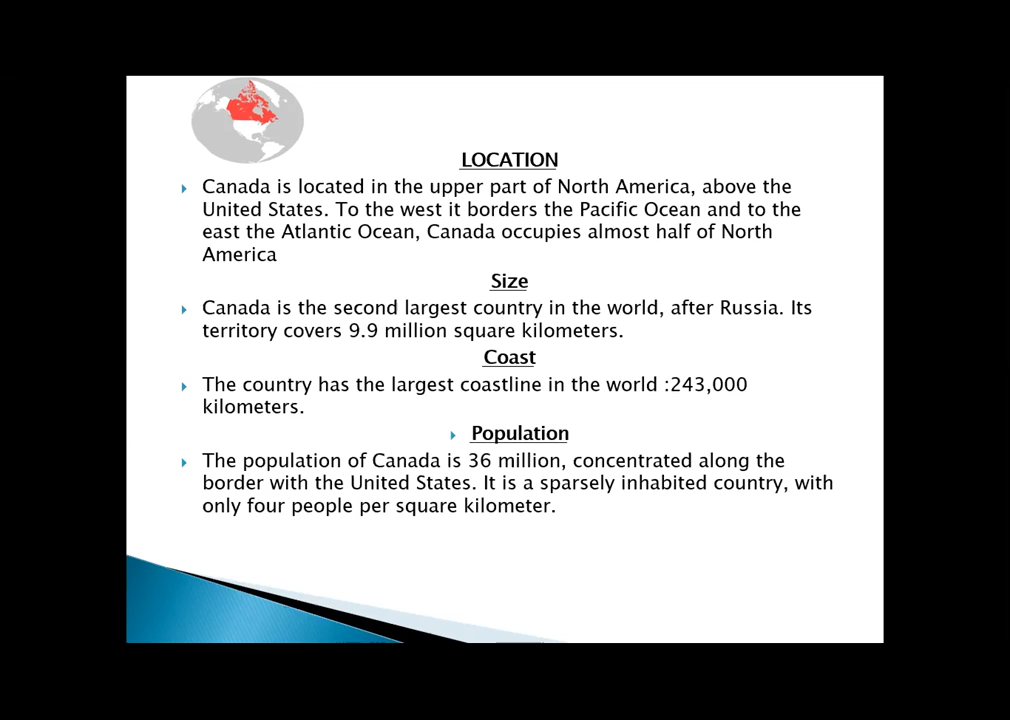 LOCATION
Canada is located in the upper part of North America, above the
United States. To the west it borders the Pacific Ocean and to the
east the Atlantic Ocean, Canada occupies almost half of North
America
Size
Canada is the second largest country in the world, after Russia. Its
territory covers 9.9 million square kilometers.
Coast
The country has the largest coastline in the world :243,000
kilometers.
Population
The population of Canada is 36 million, concentrated along the
border with the United States. It is a sparsely inhabited country, with
only four people per square kilometer.